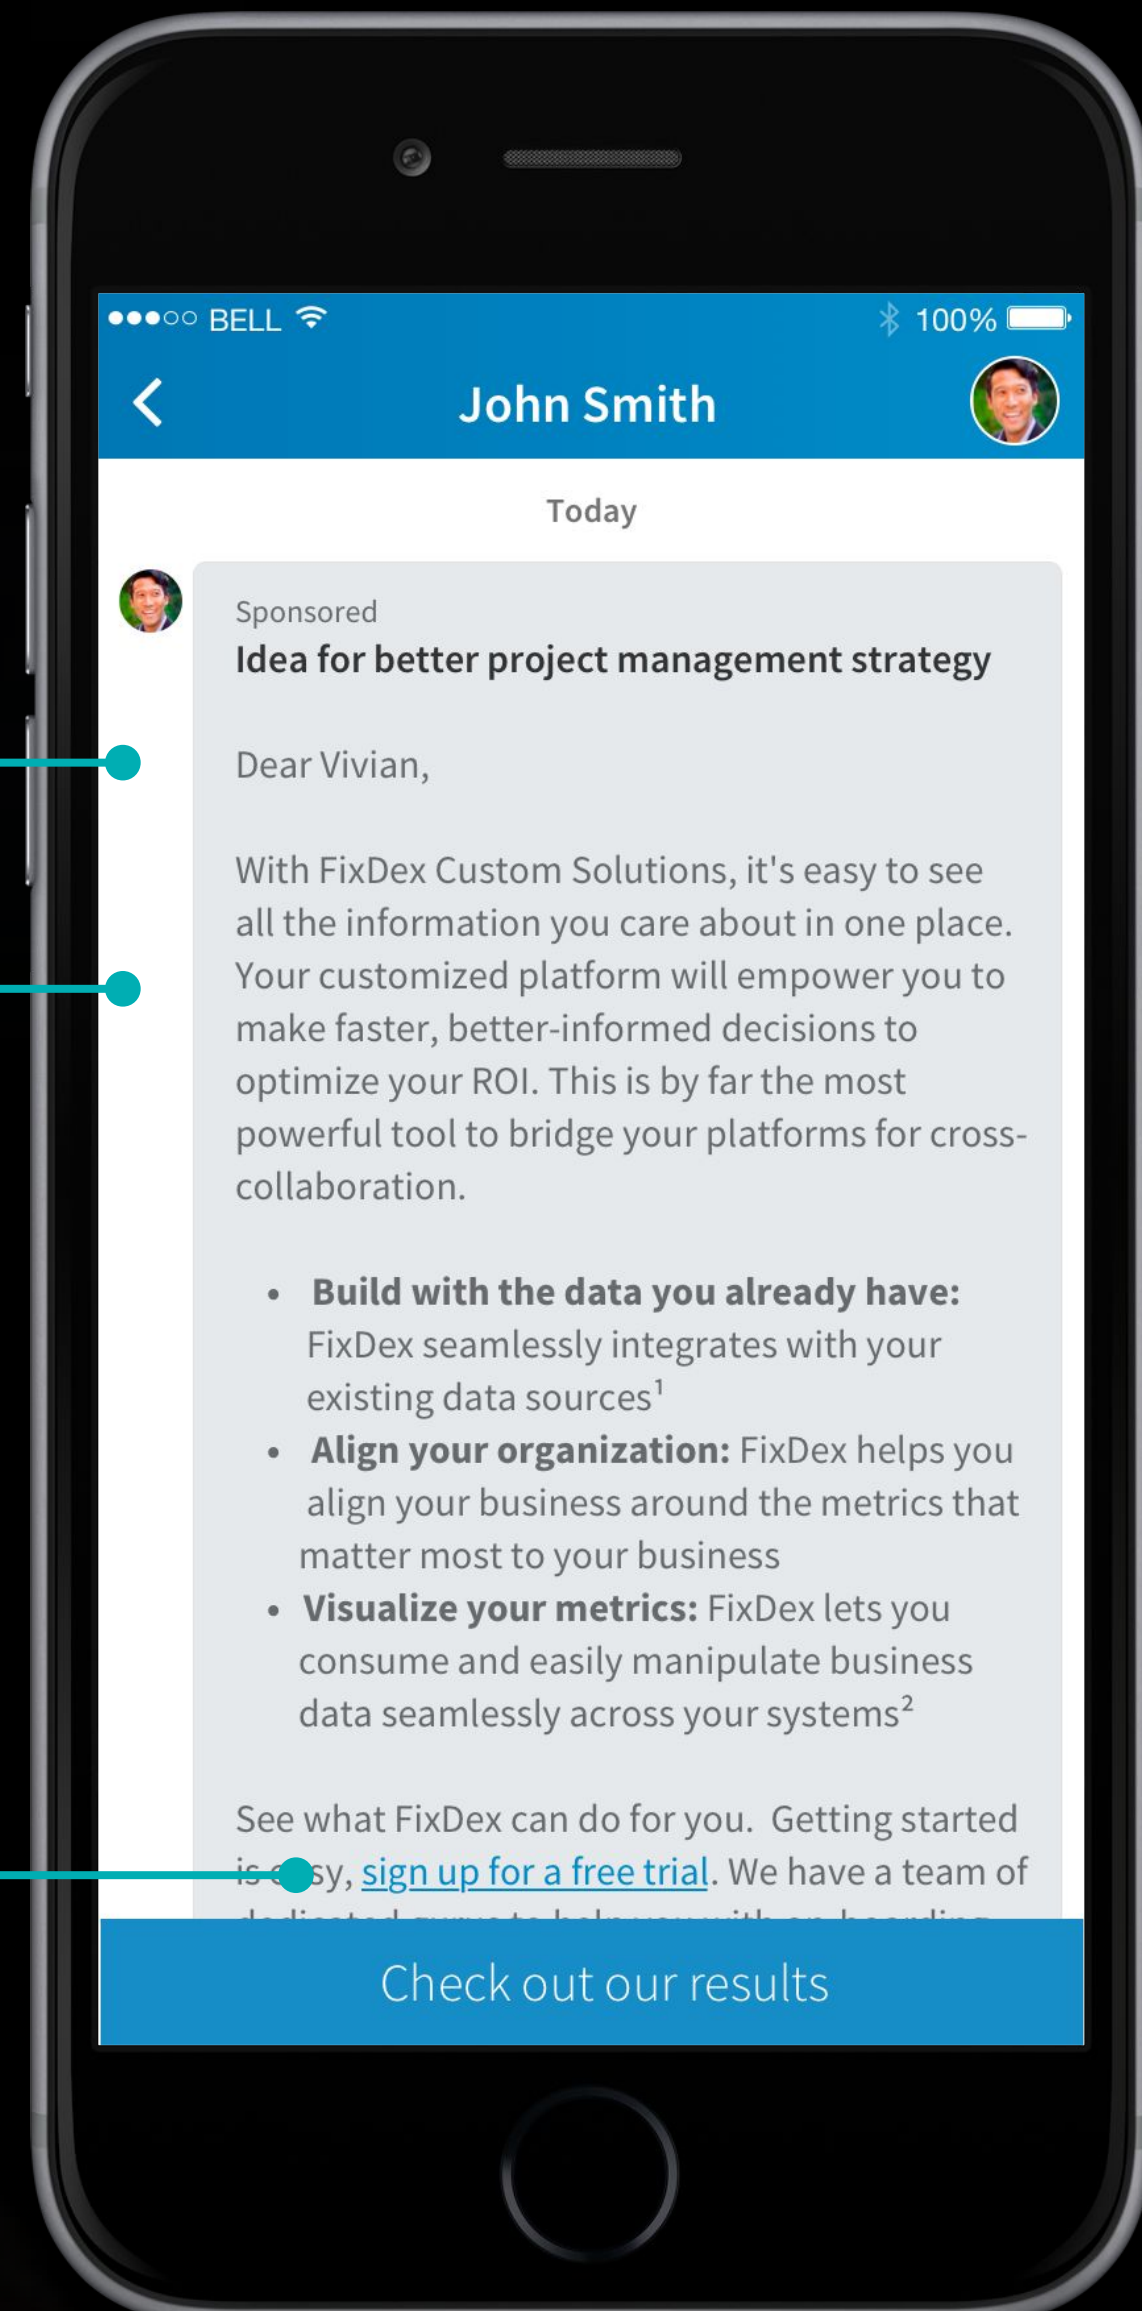 BELL 100%
John Smith
Today
Sponsored
Idea for better project management strategy
Dear Vivian,
With FixDex Custom Solutions, it's easy to see
all the information you care about in one place.
Your customized platform will empower you to
make faster, better-informed decisions to
optimize your ROI. This is by far the most
powerful tool to bridge your platforms for cross-
collaboration.
• Build with the data you already have:
FixDex seamlessly integrates with your
existing data sources¹
• Align your organization: FixDex helps you
align your business around the metrics that
matter most to your business
• Visualize your metrics: FixDex lets you
consume and easily manipulate business
data seamlessly across your systems²
See what FixDex can do for you. Getting started
is easy, sign up for a free trial. We have a team of
Check out our results